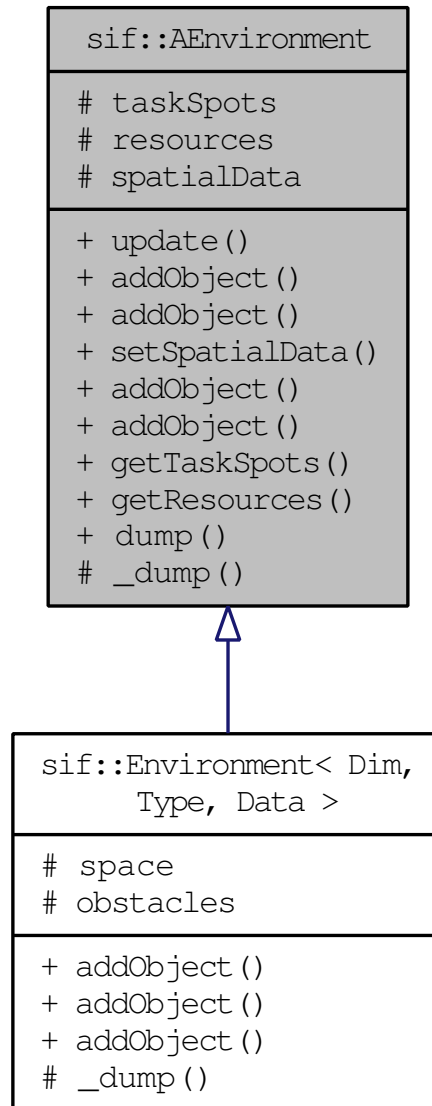 sif::AEnvironment
# taskSpots
# resources
# spatialData
+ update()
+ addObject()
+ addObject()
+ setSpatialData()
+ addObject()
+ addObject()
+ getTaskSpots()
+ getResources()
+ dump()
# _dump()
sif::Environment< Dim,
Type, Data >
# space
# obstacles
+ addObject()
+ addObject()
+ addObject()
# _dump()